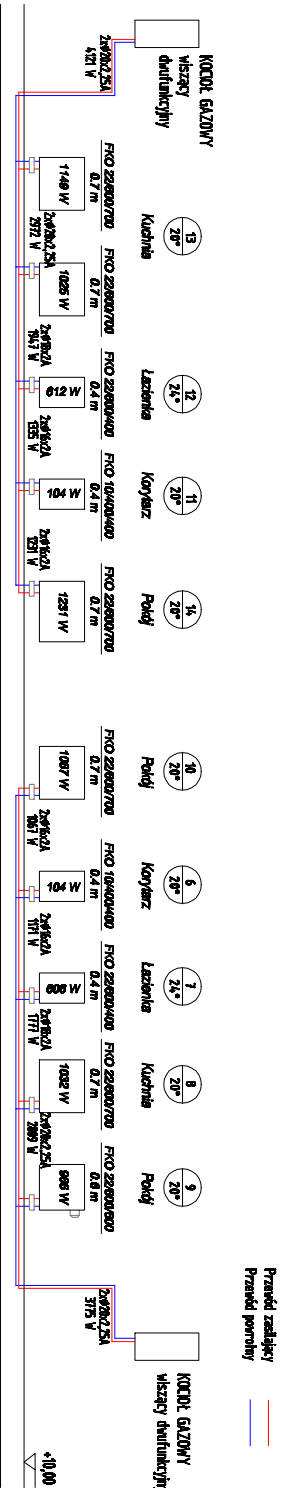 KOCIOŁ GAZOWY
wiszący
dwufunkcyjny
2xø28x2,25A
4121 W
13
20°
Kuchnia
FKO 22/600/700
0.7 m
1149 W
2xø28x2,25A
2972 W
FKO 22/600/700
0.7 m
1025 W
2xø18x2A
1947 W
12
24°
Łazienka
FKO 22/600/400
0.4 m
612 W
2xø16x2A
1335 W
11
20°
Korytarz
FKO 10/400/400
0.4 m
104 W
2xø16x2A
1231 W
14
20°
Pokój
FKO 22/600/700
0.7 m
1231 W
10
20°
Pokój
FKO 22/600/700
0.7 m
1067 W
2xø16x2A
1067 W
6
20°
Korytarz
FKO 10/400/400
0.4 m
104 W
2xø16x2A
1171 W
7
24°
Łazienka
FKO 22/600/400
0.4 m
606 W
2xø18x2A
1777 W
8
20°
Kuchnia
FKO 22/600/700
0.7 m
1032 W
2xø20x2,25A
2809 W
9
20°
Pokój
FKO 22/600/600
0.6 m
966 W
2xø28x2,25A
3775 W
KOCIOŁ GAZOWY
wiszący dwufunkcyjny
Przewód zasilający
Przewód powrotny
+10,00